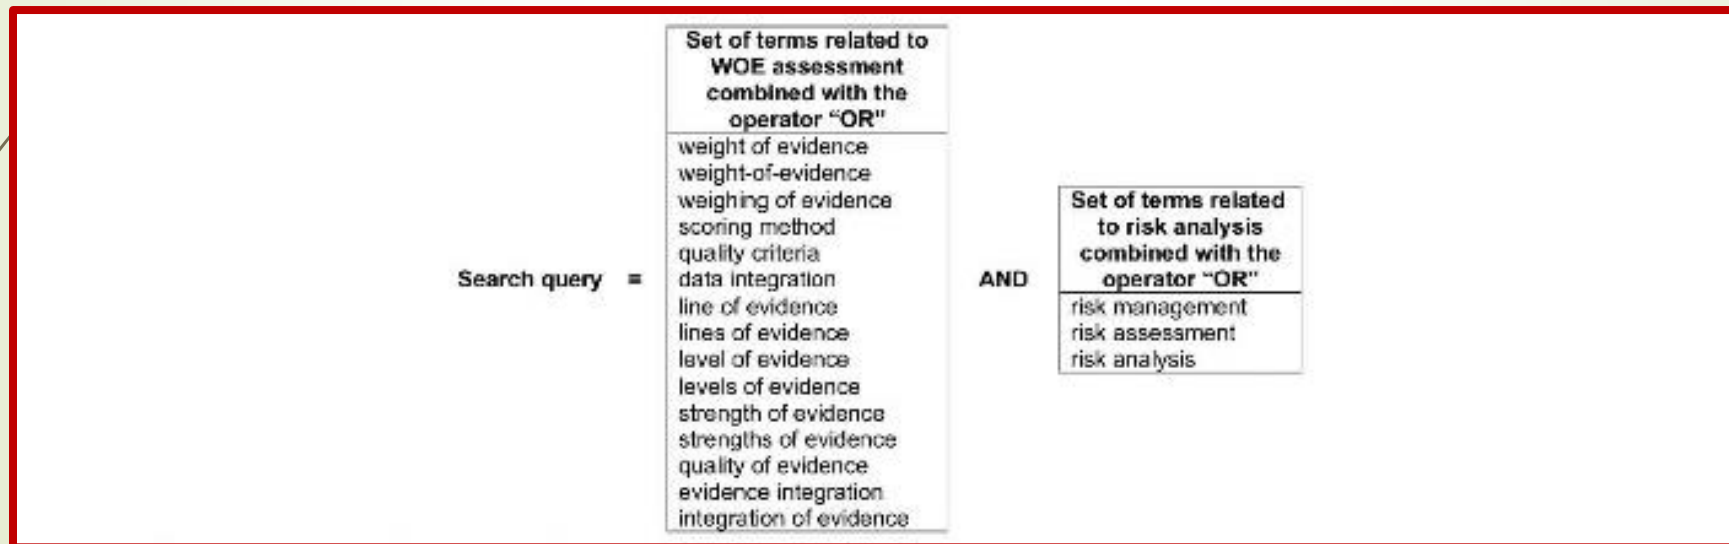 Set of terms related to
WOE assessment
combined with the
operator “OR”
weight of evidence
weight-of-evidence
weighing of evidence
scoring method
quality criteria
data integration
line of evidence
lines of evidence
level of evidence
levels of evidence
strength of evidence
strengths of evidence
quality of evidence
evidence integration
integration of evidence
Search query =
AND
Set of terms related
to risk analysis
combined with the
operator “OR”
risk management
risk assessment
risk analysis